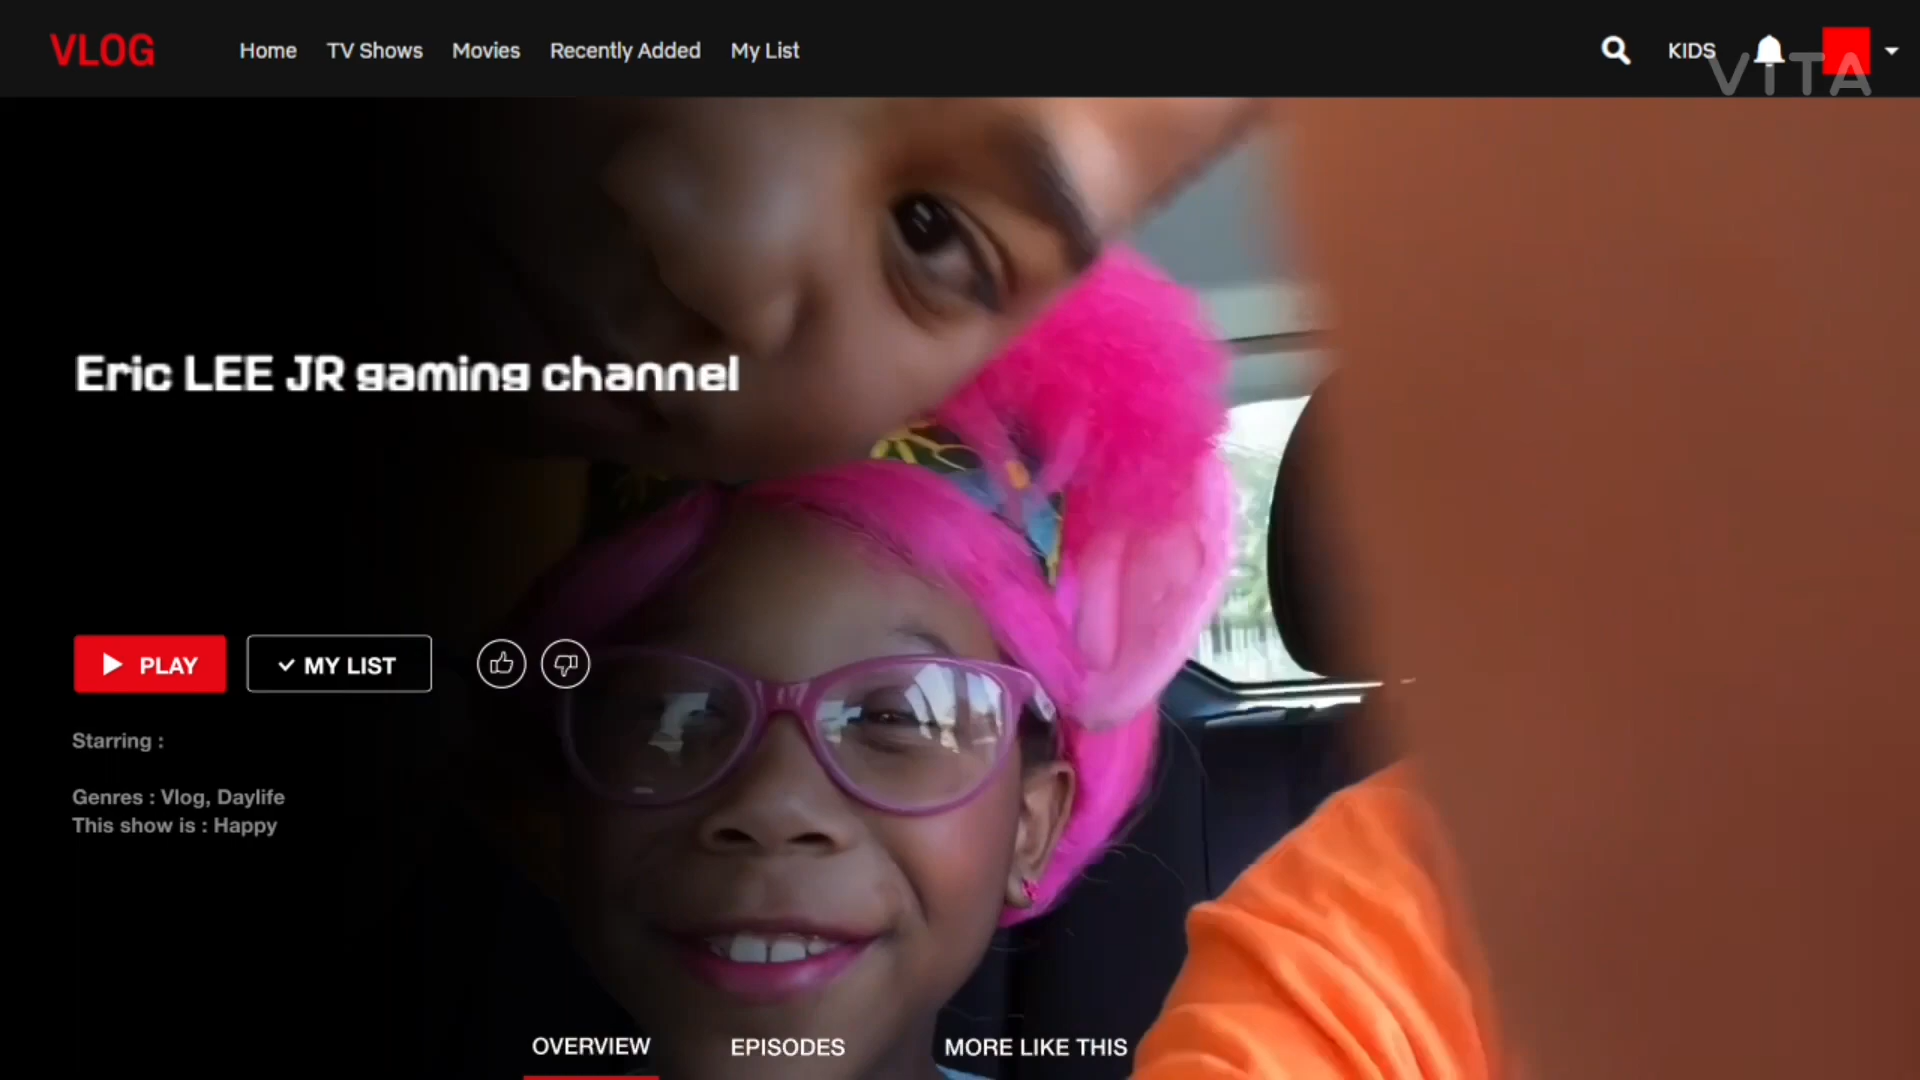 VLOG Home TV Shows Movies Recently Added My List KIDS
VITA
Eric LEE JR gaming channel
PLAY MY LIST
Starring :
Genres : Vlog, Daylife
This show is : Happy
OVERVIEW EPISODES MORE LIKE THIS